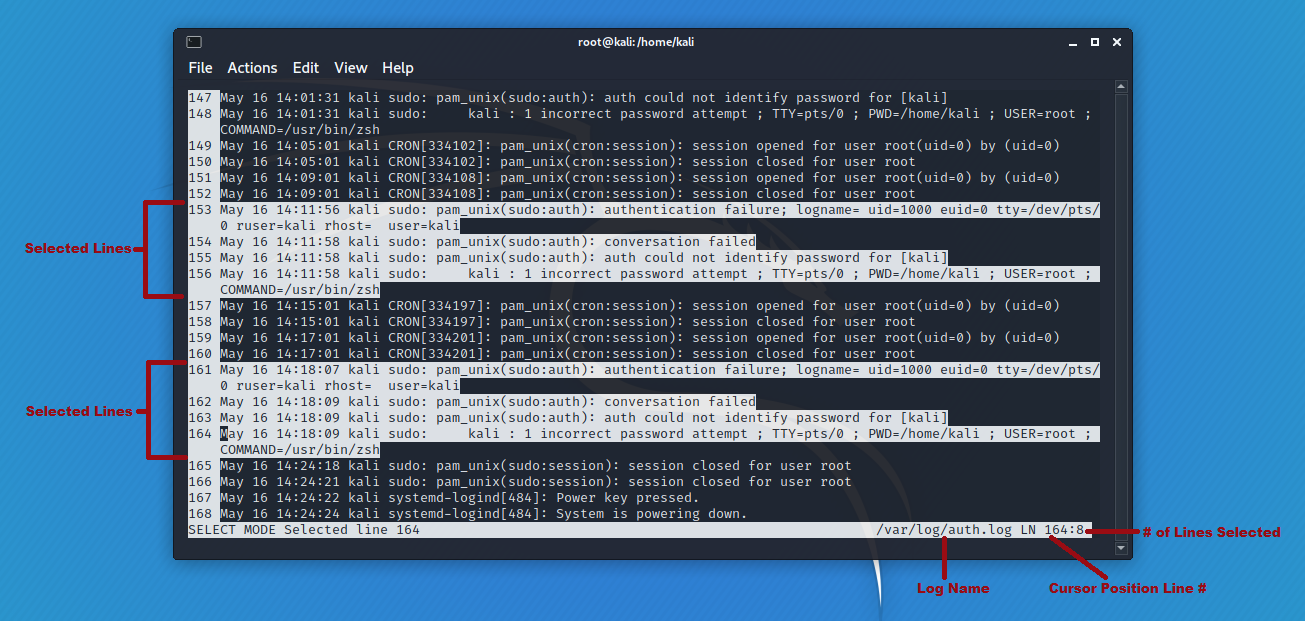 root@kali:/home/kali
File Actions Edit View Help
147 May 16 14:01:31 kali sudo: pam_unix(sudo:auth): auth could not identify password for [kali]
148 May 16 14:01:31 kali sudo:     kali : 1 incorrect password attempt ; TTY=pts/0 ; PWD=/home/kali ; USER=root ;
COMMAND=/usr/bin/zsh
149 May 16 14:05:01 kali CRON[334102]: pam_unix(cron:session): session opened for user root(uid=0) by (uid=0)
150 May 16 14:05:01 kali CRON[334102]: pam_unix(cron:session): session closed for user root
151 May 16 14:09:01 kali CRON[334108]: pam_unix(cron:session): session opened for user root(uid=0) by (uid=0)
152 May 16 14:09:01 kali CRON[334108]: pam_unix(cron:session): session closed for user root
153 May 16 14:11:56 kali sudo: pam_unix(sudo:auth): authentication failure; logname= uid=1000 euid=0 tty=/dev/pts/
0 ruser=kali rhost=  user=kali
Selected Lines
154 May 16 14:11:58 kali sudo: pam_unix(sudo:auth): conversation failed
155 May 16 14:11:58 kali sudo: pam_unix(sudo:auth): auth could not identify password for [kali]
156 May 16 14:11:58 kali sudo:     kali : 1 incorrect password attempt ; TTY=pts/0 ; PWD=/home/kali ; USER=root ;
COMMAND=/usr/bin/zsh
157 May 16 14:15:01 kali CRON[334197]: pam_unix(cron:session): session opened for user root(uid=0) by (uid=0)
158 May 16 14:15:01 kali CRON[334197]: pam_unix(cron:session): session closed for user root
159 May 16 14:17:01 kali CRON[334201]: pam_unix(cron:session): session opened for user root(uid=0) by (uid=0)
160 May 16 14:17:01 kali CRON[334201]: pam_unix(cron:session): session closed for user root
161 May 16 14:18:07 kali sudo: pam_unix(sudo:auth): authentication failure; logname= uid=1000 euid=0 tty=/dev/pts/
0 ruser=kali rhost=  user=kali
Selected Lines
162 May 16 14:18:09 kali sudo: pam_unix(sudo:auth): conversation failed
163 May 16 14:18:09 kali sudo: pam_unix(sudo:auth): auth could not identify password for [kali]
164 May 16 14:18:09 kali sudo:     kali : 1 incorrect password attempt ; TTY=pts/0 ; PWD=/home/kali ; USER=root ;
COMMAND=/usr/bin/zsh
165 May 16 14:24:18 kali sudo: pam_unix(sudo:session): session closed for user root
166 May 16 14:24:21 kali sudo: pam_unix(sudo:session): session closed for user root
167 May 16 14:24:22 kali systemd-logind[484]: Power key pressed.
168 May 16 14:24:24 kali systemd-logind[484]: System is powering down.
SELECT MODE Selected line 164 /var/log/auth.log LN 164:8
# of Lines Selected
Log Name
Cursor Position Line #